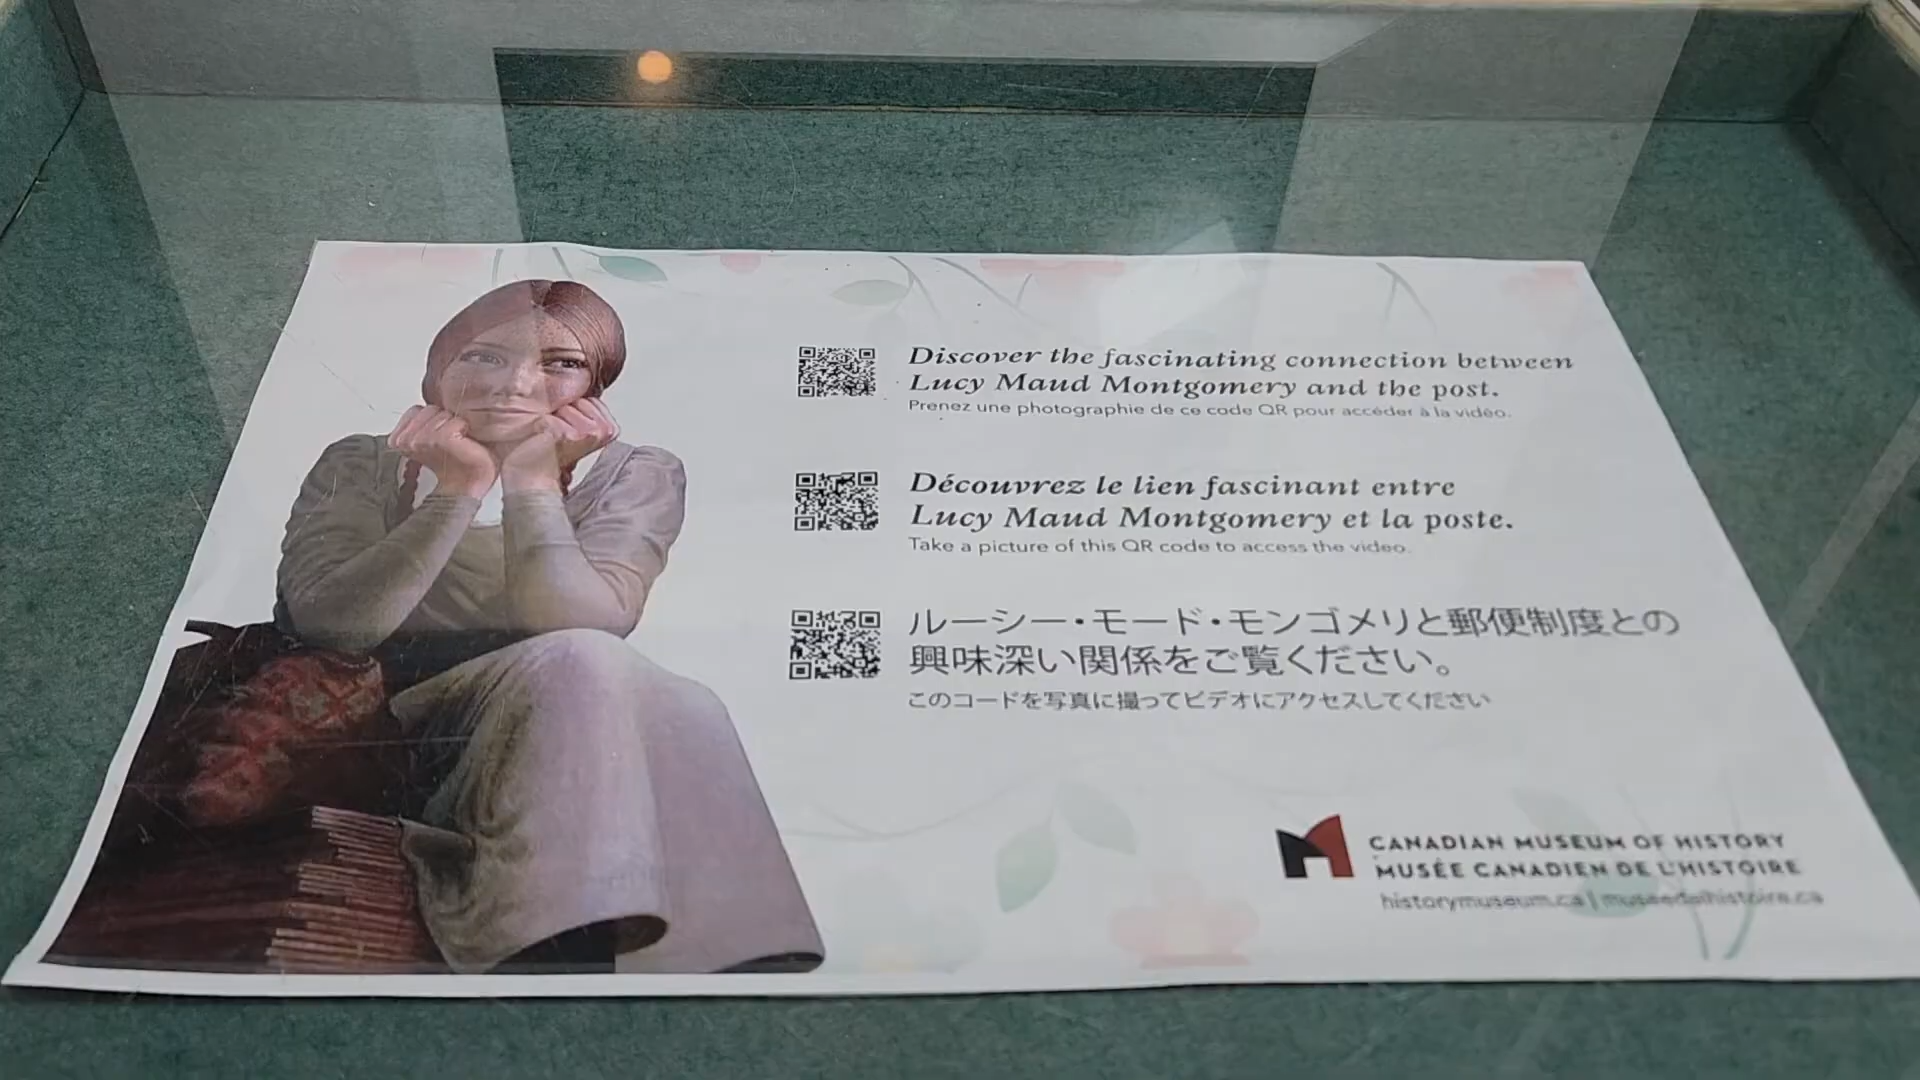 Discover the fascinating connection between
Lucy Maud Montgomery and the post.
Prenez une photographie de ce code QR pour accéder à la vidéo.
Découvrez le lien fascinant entre
Lucy Maud Montgomery et la poste.
Take a picture of this QR code to access the video.
ルーシー・モード・モンゴメリと郵便制度との
興味深い関係をご覧ください。
このコードを写真に撮ってビデオにアクセスしてください
CANADIAN MUSEUM OF HISTORY
MUSÉE CANADIEN DE L'HISTOIRE
historymuseum.ca | museedelhistoire.ca